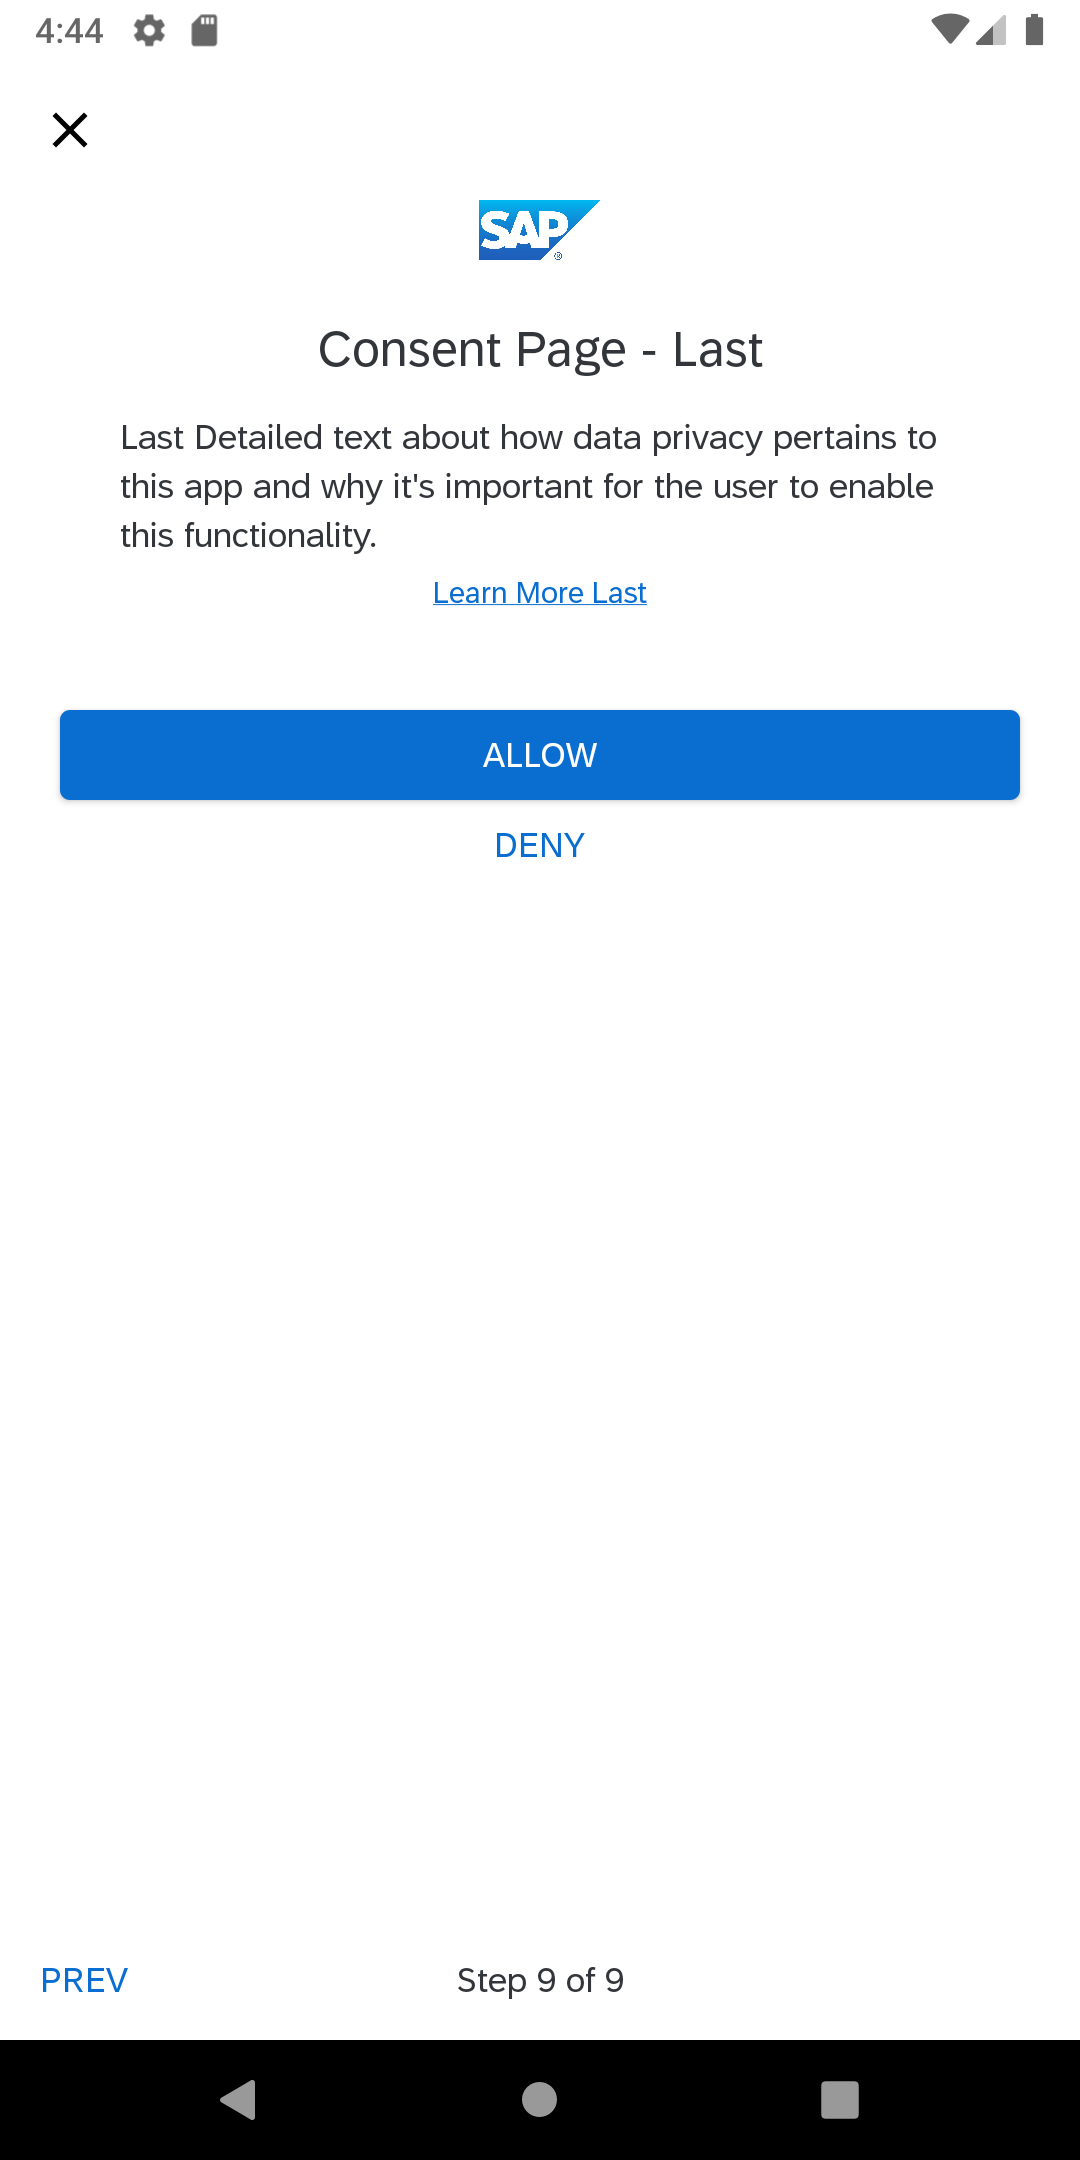 4:44
SAP®
Consent Page - Last
Last Detailed text about how data privacy pertains to
this app and why it's important for the user to enable
this functionality.
Learn More Last
ALLOW
DENY
PREV
Step 9 of 9